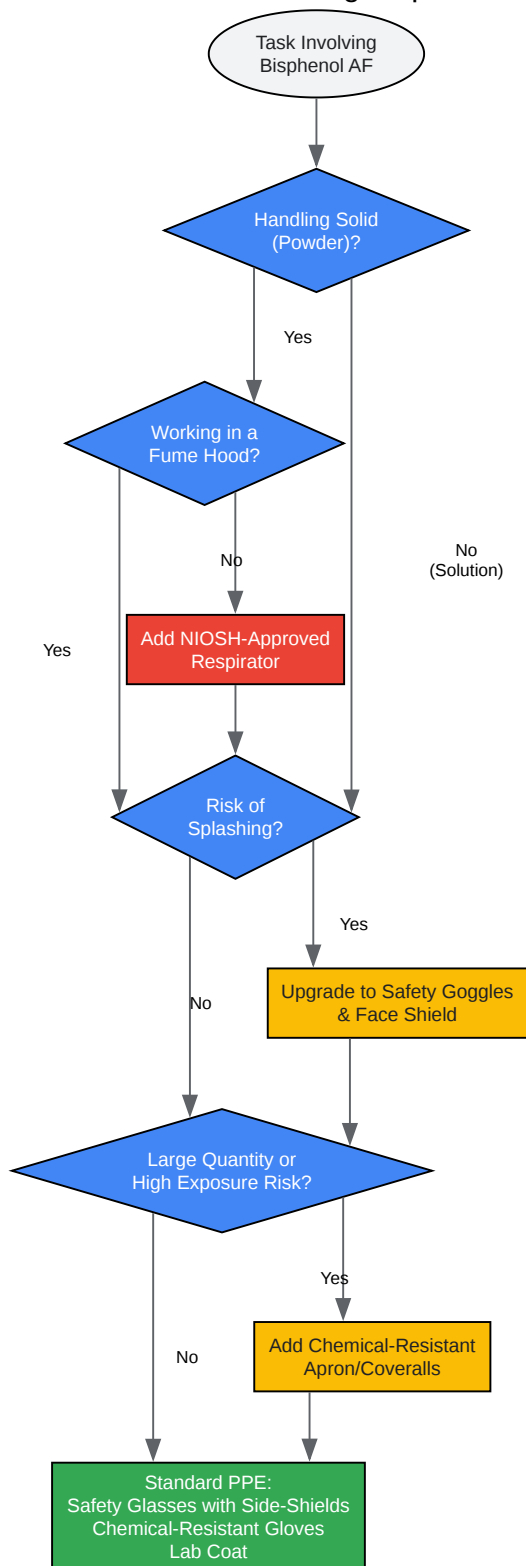 Task Involving
Bisphenol AF
Handling Solid
(Powder)?
Yes
Working in a
Fume Hood?
No
(Solution)
No
Yes
Add NIOSH-Approved
Respirator
Risk of
Splashing?
Yes
No
Upgrade to Safety Goggles
& Face Shield
Large Quantity or
High Exposure Risk?
Yes
No
Add Chemical-Resistant
Apron/Coveralls
Standard PPE:
Safety Glasses with Side-Shields
Chemical-Resistant Gloves
Lab Coat